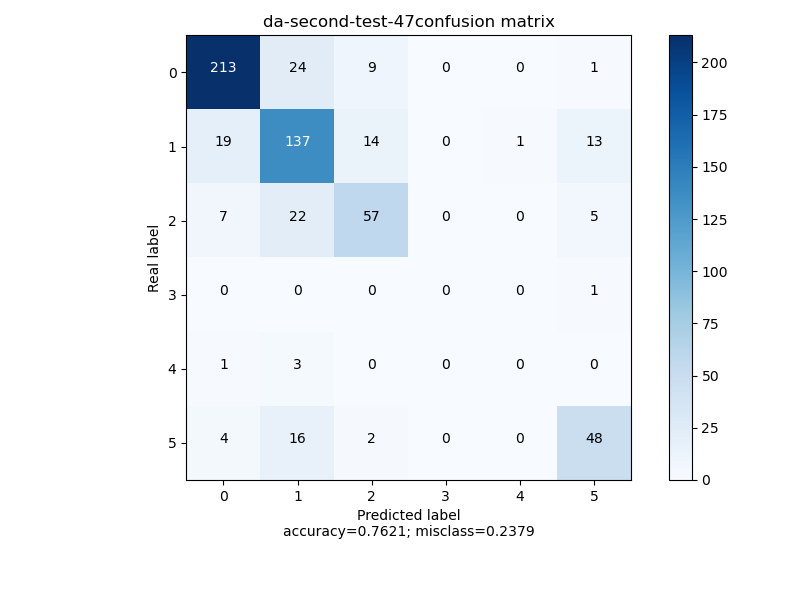 da-second-test-47confusion matrix
0 213 24 9 0 0 1
1 19 137 14 0 1 13
2 7 22 57 0 0 5
3 0 0 0 0 0 1
4 1 3 0 0 0 0
5 4 16 2 0 0 48
0 1 2 3 4 5
Real label
Predicted label
accuracy=0.7621; misclass=0.2379
200
175
150
125
100
75
50
25
0